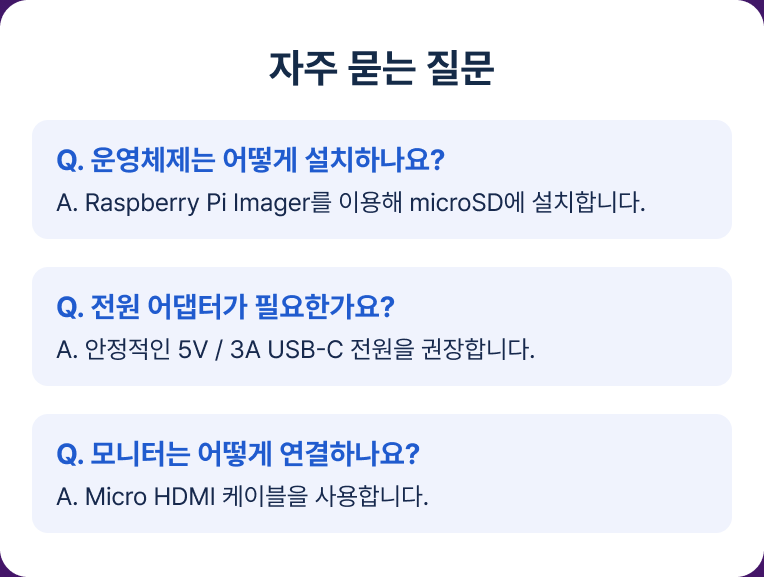 자주 묻는 질문
Q. 운영체제는 어떻게 설치하나요?
A. Raspberry Pi Imager를 이용해 microSD에 설치합니다.
Q. 전원 어댑터가 필요한가요?
A. 안정적인 5V / 3A USB-C 전원을 권장합니다.
Q. 모니터는 어떻게 연결하나요?
A. Micro HDMI 케이블을 사용합니다.